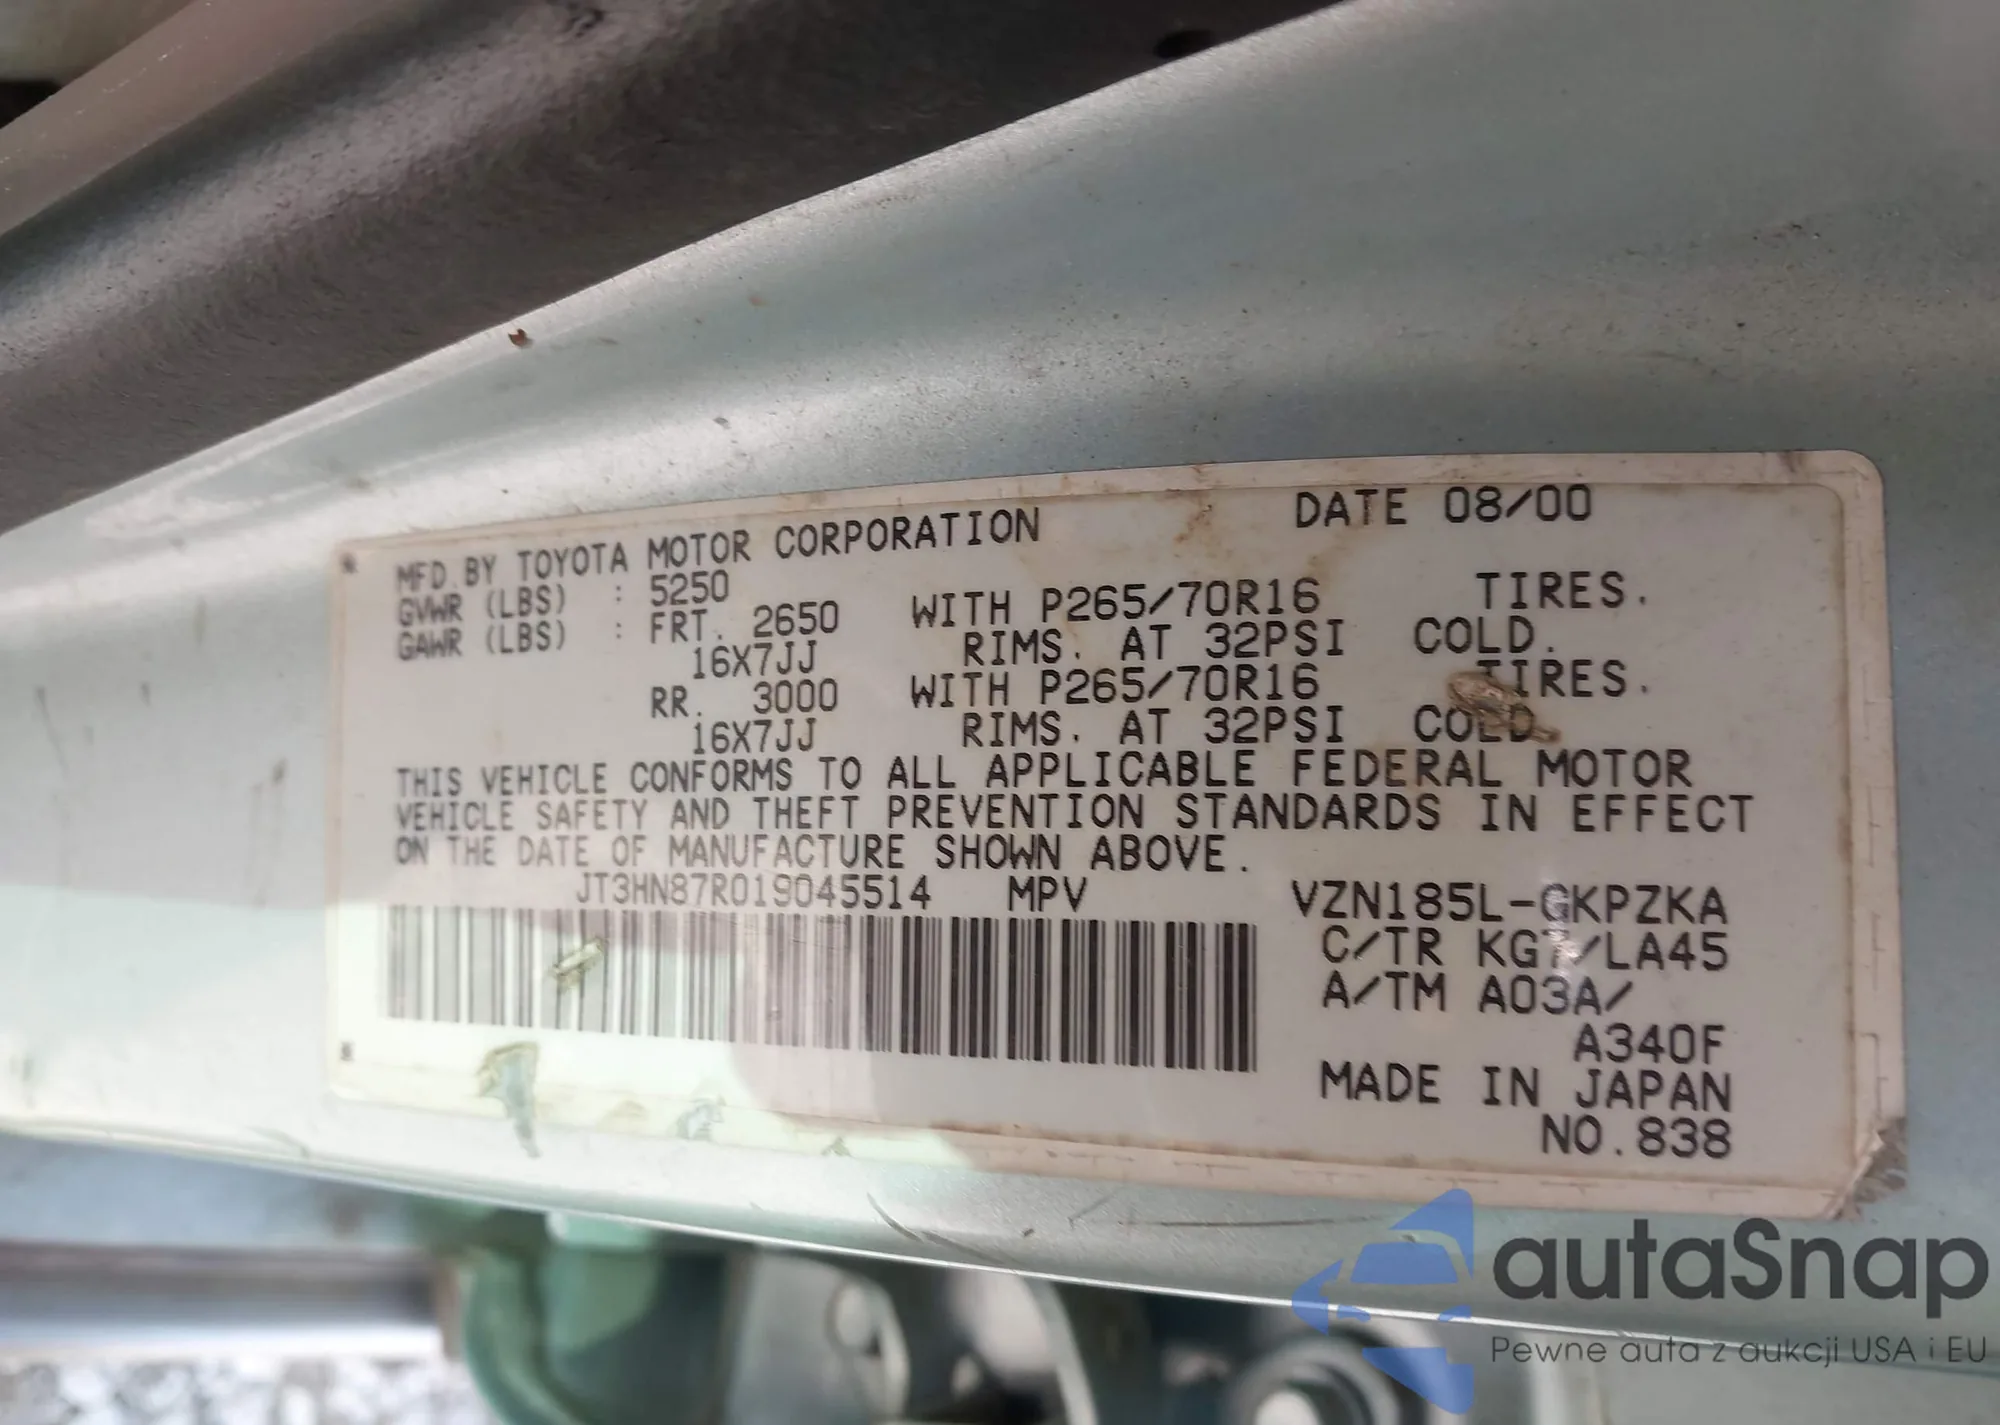 MFD.BY TOYOTA MOTOR CORPORATION DATE 08/00
GVWR (LBS) : 5250
GAWR (LBS) : FRT. 2650 WITH P265/70R16 TIRES.
16X7JJ RIMS. AT 32PSI COLD.
RR. 3000 WITH P265/70R16 TIRES.
16X7JJ RIMS. AT 32PSI COLD
THIS VEHICLE CONFORMS TO ALL APPLICABLE FEDERAL MOTOR
VEHICLE SAFETY AND THEFT PREVENTION STANDARDS IN EFFECT
ON THE DATE OF MANUFACTURE SHOWN ABOVE.
JT3HN87R019045514 MPV VZN185L-GKPZKA
C/TR LA45
A/TM A03A/
A340F
MADE IN JAPAN
NO.838
autaSnap
Pewne auta z aukcji USA i EU